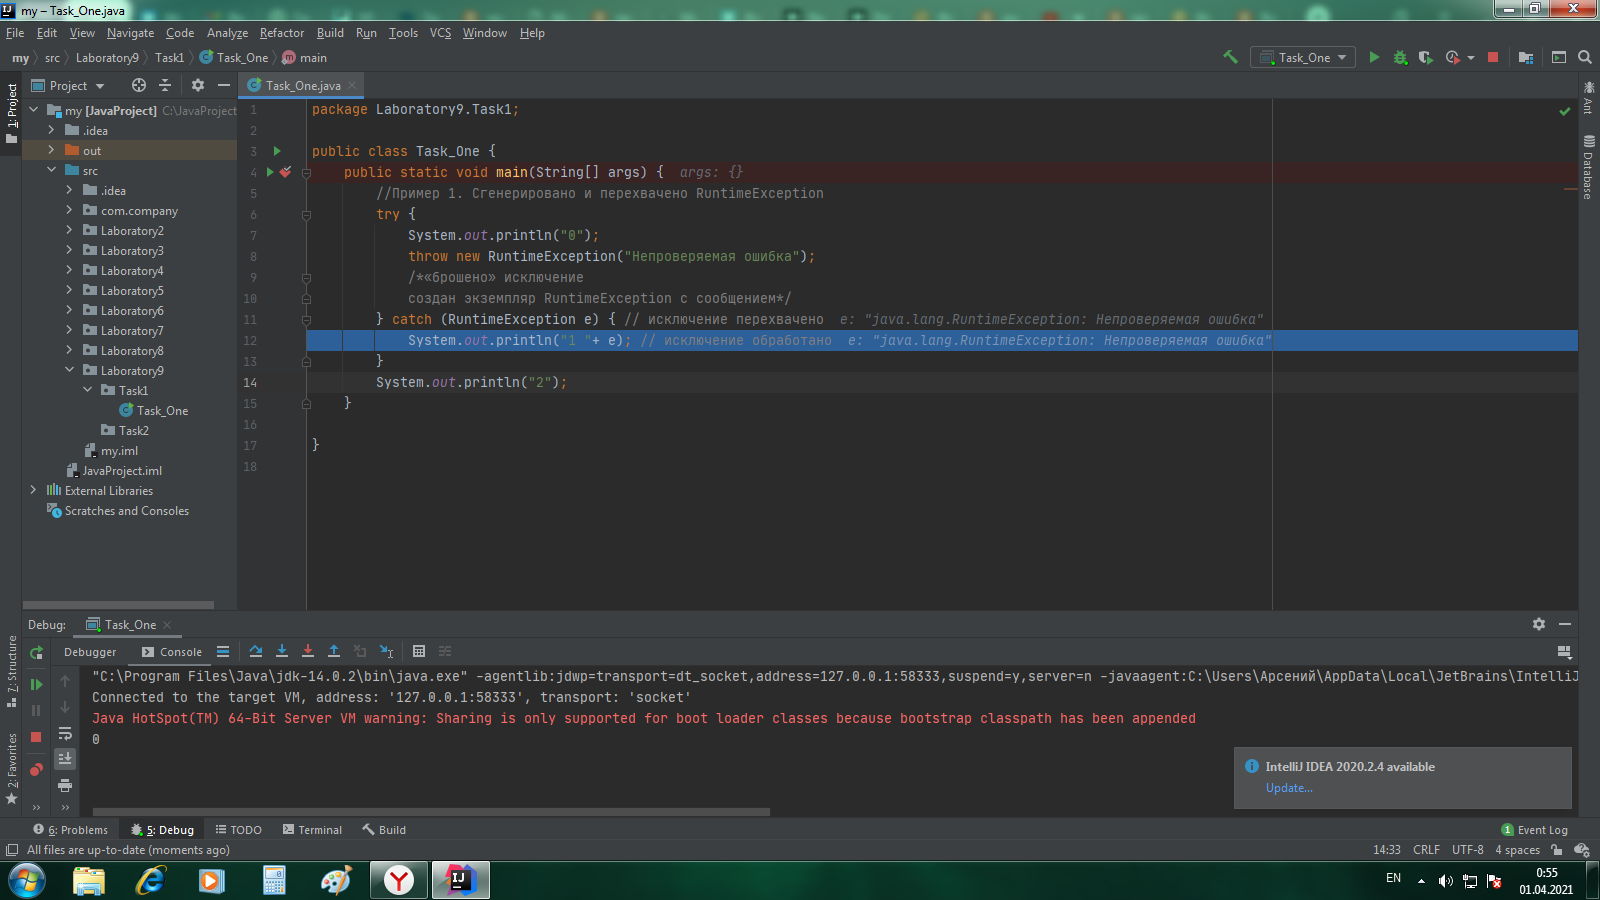 my – Task_One.java
File Edit View Navigate Code Analyze Refactor Build Run Tools VCS Window Help
my src Laboratory9 Task1 Task_One main
Task_One
1: Project
Project
Task_One.java
my [JavaProject] C:\JavaProject
.idea
out
src
.idea
com.company
Laboratory2
Laboratory3
Laboratory4
Laboratory5
Laboratory6
Laboratory7
Laboratory8
Laboratory9
Task1
Task_One
Task2
my.iml
JavaProject.iml
External Libraries
Scratches and Consoles
1 package Laboratory9.Task1;
2
3 public class Task_One {
4 public static void main(String[] args) { args: {}
5 //Пример 1. Сгенерировано и перехвачено RuntimeException
6 try {
7 System.out.println("0");
8 throw new RuntimeException("Непроверяемая ошибка");
9 /*«брошено» исключение
10 создан экземпляр RuntimeException с сообщением*/
11 } catch (RuntimeException e) { // исключение перехвачено e: "java.lang.RuntimeException: Непроверяемая ошибка"
12 System.out.println("1 "+ e); // исключение обработано e: "java.lang.RuntimeException: Непроверяемая ошибка"
13 }
14 System.out.println("2");
15 }
16
17 }
18
Ant
Database
7: Structure
2: Favorites
Debug: Task_One
Debugger Console
"C:\Program Files\Java\jdk-14.0.2\bin\java.exe" -agentlib:jdwp=transport=dt_socket,address=127.0.0.1:58333,suspend=y,server=n -javaagent:C:\Users\Арсений\AppData\Local\JetBrains\IntelliJ
Connected to the target VM, address: '127.0.0.1:58333', transport: 'socket'
Java HotSpot(TM) 64-Bit Server VM warning: Sharing is only supported for boot loader classes because bootstrap classpath has been appended
0
IntelliJ IDEA 2020.2.4 available
Update...
6: Problems 5: Debug TODO Terminal Build 1 Event Log
All files are up-to-date (moments ago) 14:33 CRLF UTF-8 4 spaces
EN 0:55
01.04.2021